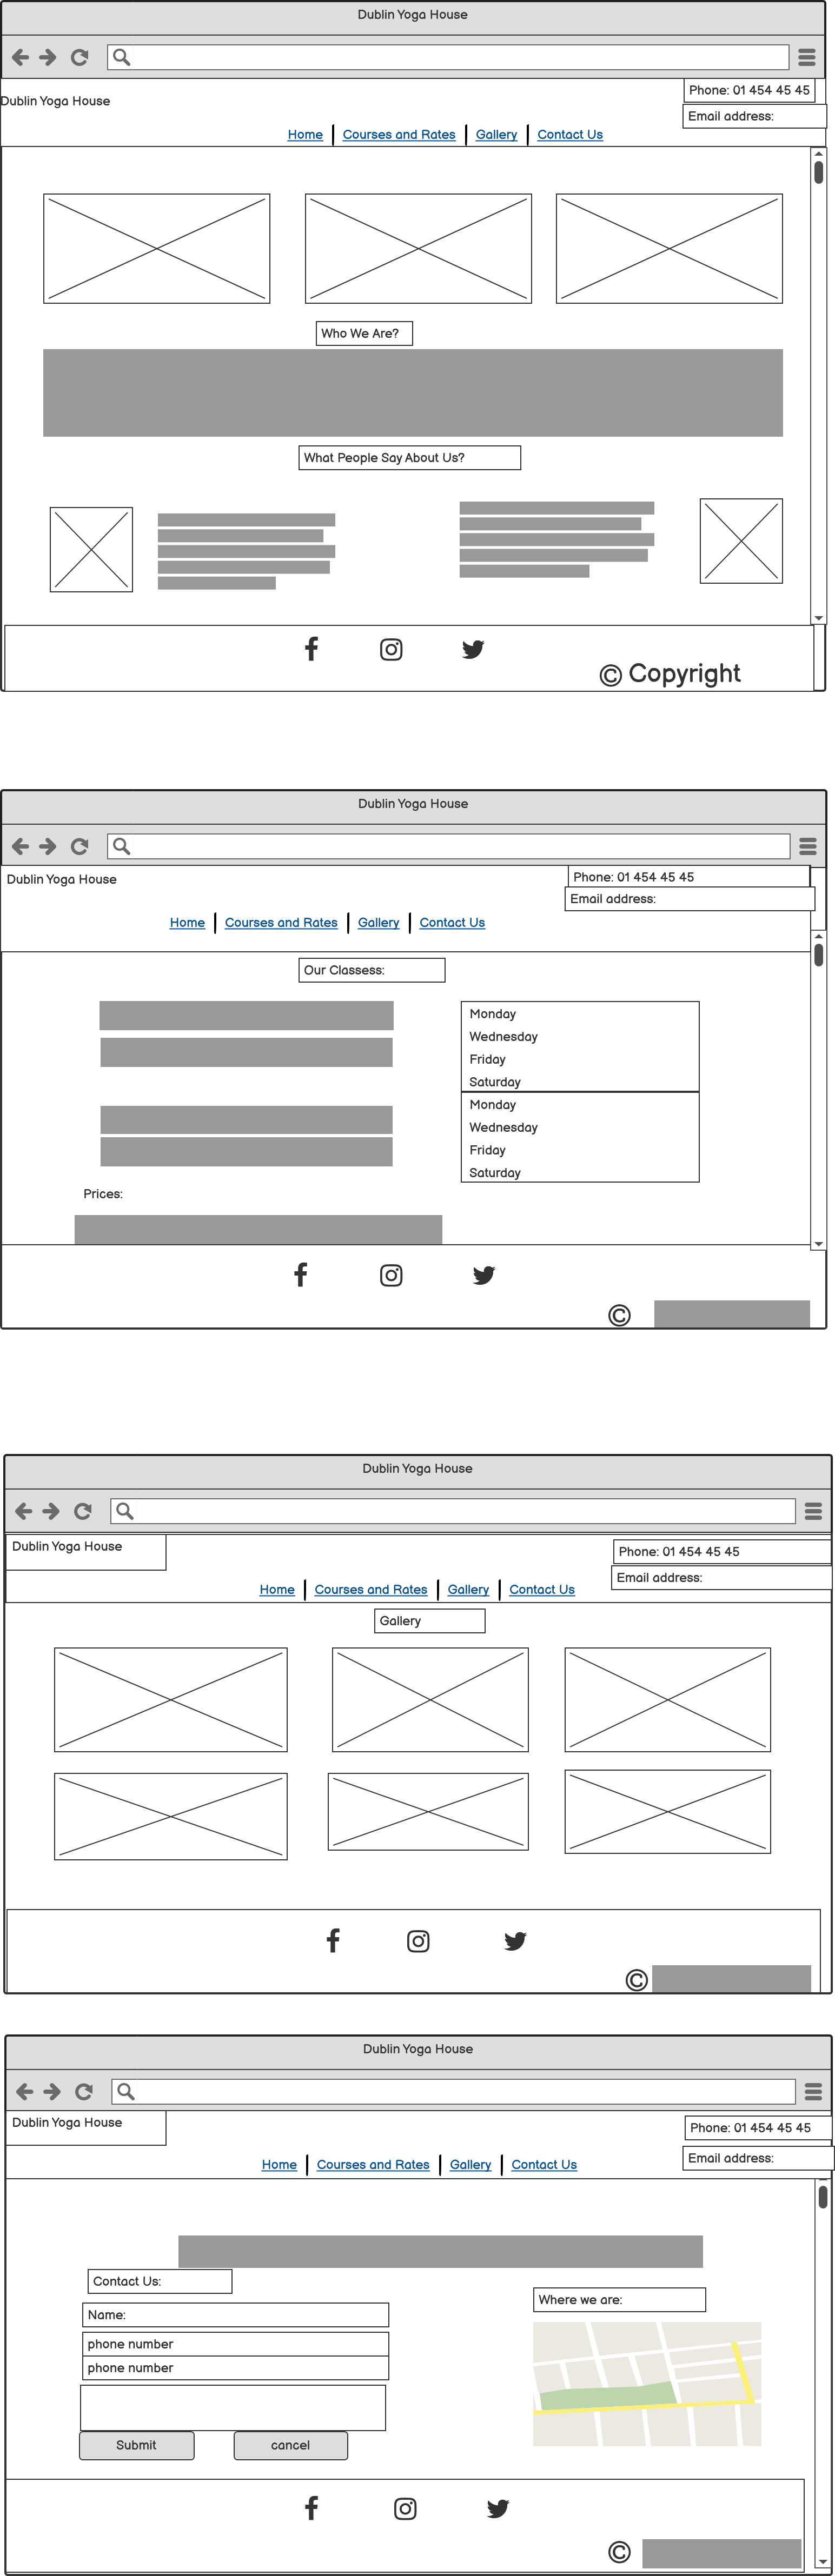 Dublin Yoga House
Phone: 01 454 45 45
Dublin Yoga House
Email address:
Home Courses and Rates Gallery Contact Us
Who We Are?
What People Say About Us?
© Copyright
Dublin Yoga House
Phone: 01 454 45 45
Dublin Yoga House
Email address:
Home Courses and Rates Gallery Contact Us
Our Classess:
Monday
Wednesday
Friday
Saturday
Monday
Wednesday
Friday
Saturday
Prices:
©
Dublin Yoga House
Dublin Yoga House
Phone: 01 454 45 45
Email address:
Home Courses and Rates Gallery Contact Us
Gallery
©
Dublin Yoga House
Dublin Yoga House
Phone: 01 454 45 45
Email address:
Home Courses and Rates Gallery Contact Us
Contact Us:
Where we are:
Name:
phone number
phone number
Submit cancel
©